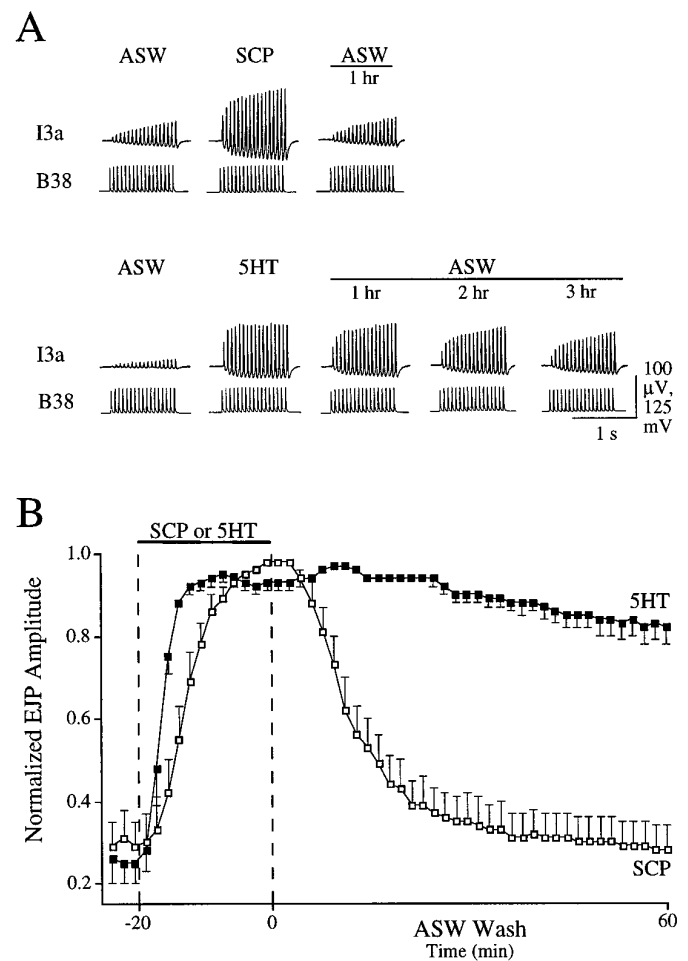 A
ASW SCP ASW
1 hr
I3a
B38
ASW 5HT ASW
1 hr 2 hr 3 hr
I3a
B38
100
µV,
125
mV
1 s
B
SCP or 5HT
1.0
0.8
0.6
0.4
0.2
Normalized EJP Amplitude
5HT
SCP
-20 0 60
ASW Wash
Time (min)